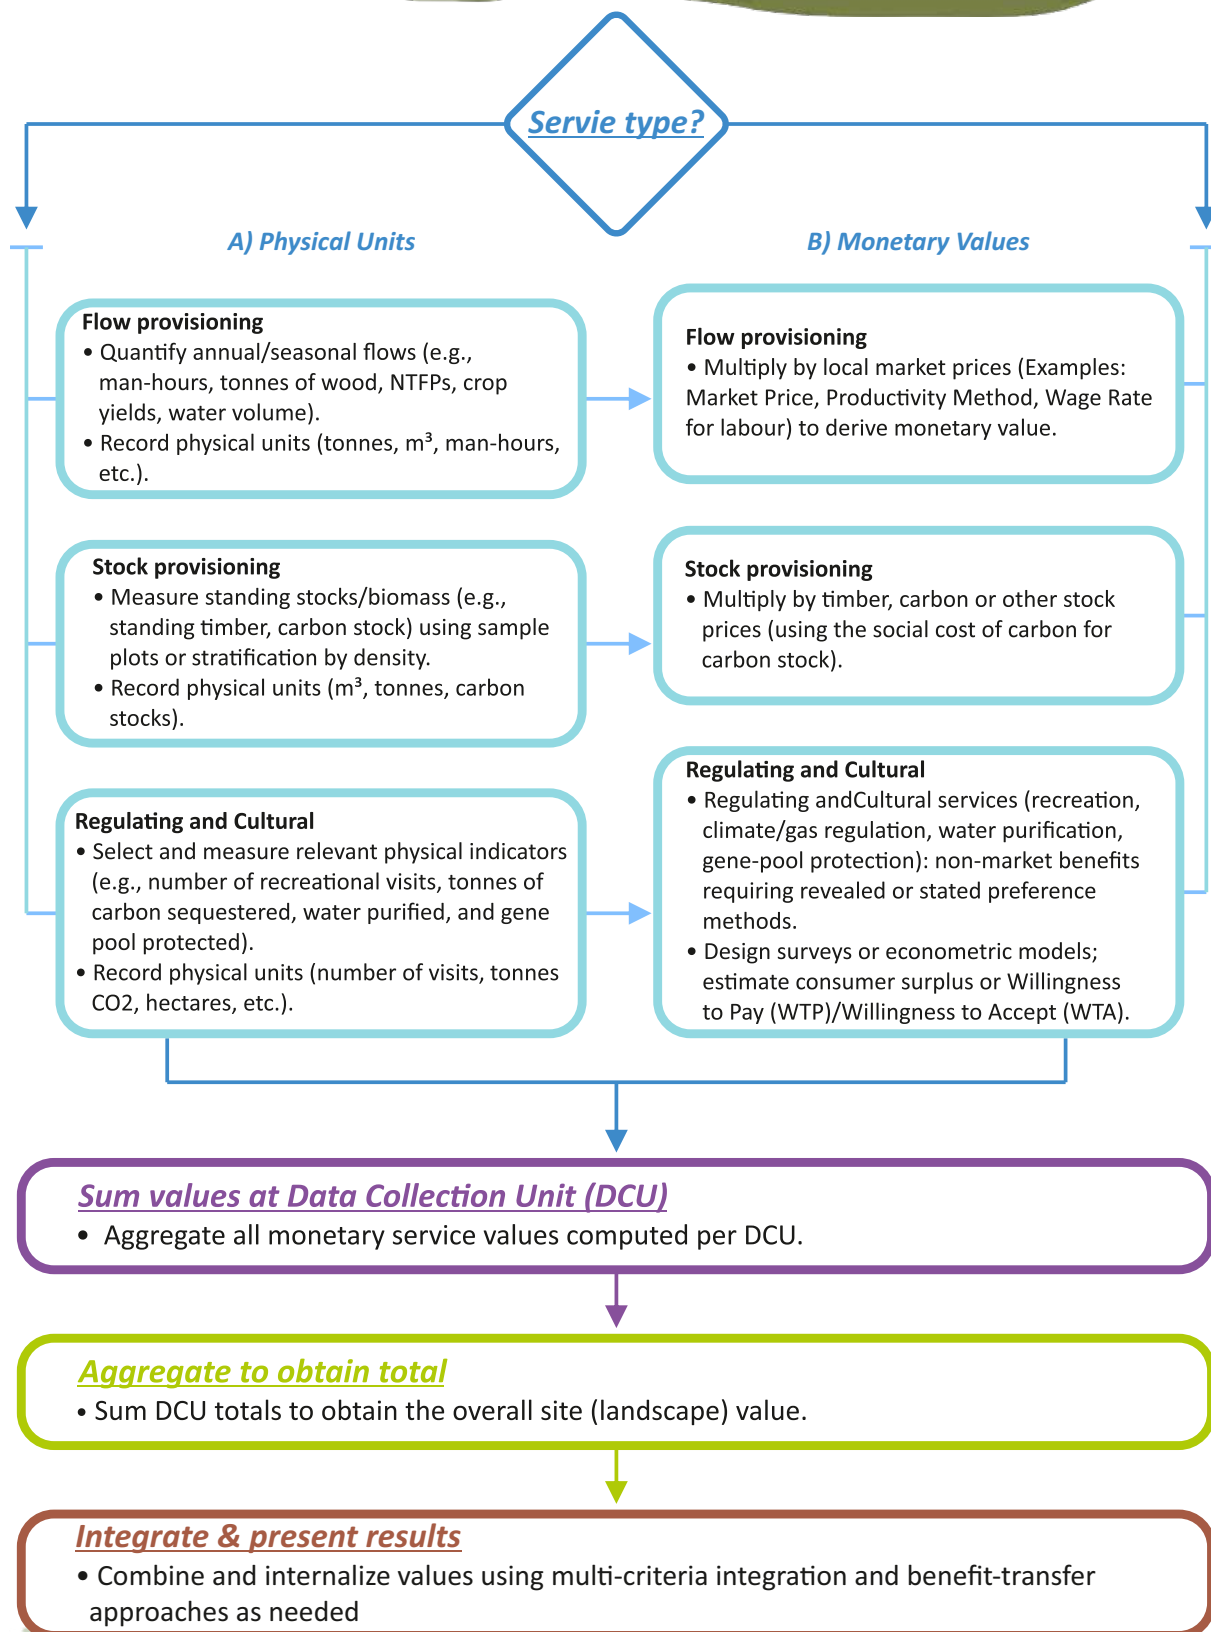 Servie type?
A) Physical Units
Flow provisioning
• Quantify annual/seasonal flows (e.g.,
man-hours, tonnes of wood, NTFPs, crop
yields, water volume).
• Record physical units (tonnes, m³, man-hours,
etc.).
Stock provisioning
• Measure standing stocks/biomass (e.g.,
standing timber, carbon stock) using sample
plots or stratification by density.
• Record physical units (m³, tonnes, carbon
stocks).
Regulating and Cultural
• Select and measure relevant physical indicators
(e.g., number of recreational visits, tonnes of
carbon sequestered, water purified, and gene
pool protected).
• Record physical units (number of visits, tonnes
CO2, hectares, etc.).
B) Monetary Values
Flow provisioning
• Multiply by local market prices (Examples:
Market Price, Productivity Method, Wage Rate
for labour) to derive monetary value.
Stock provisioning
• Multiply by timber, carbon or other stock
prices (using the social cost of carbon for
carbon stock).
Regulating and Cultural
• Regulating andCultural services (recreation,
climate/gas regulation, water purification,
gene-pool protection): non-market benefits
requiring revealed or stated preference
methods.
• Design surveys or econometric models;
estimate consumer surplus or Willingness
to Pay (WTP)/Willingness to Accept (WTA).
Sum values at Data Collection Unit (DCU)
• Aggregate all monetary service values computed per DCU.
Aggregate to obtain total
• Sum DCU totals to obtain the overall site (landscape) value.
Integrate & present results
• Combine and internalize values using multi-criteria integration and benefit-transfer
approaches as needed